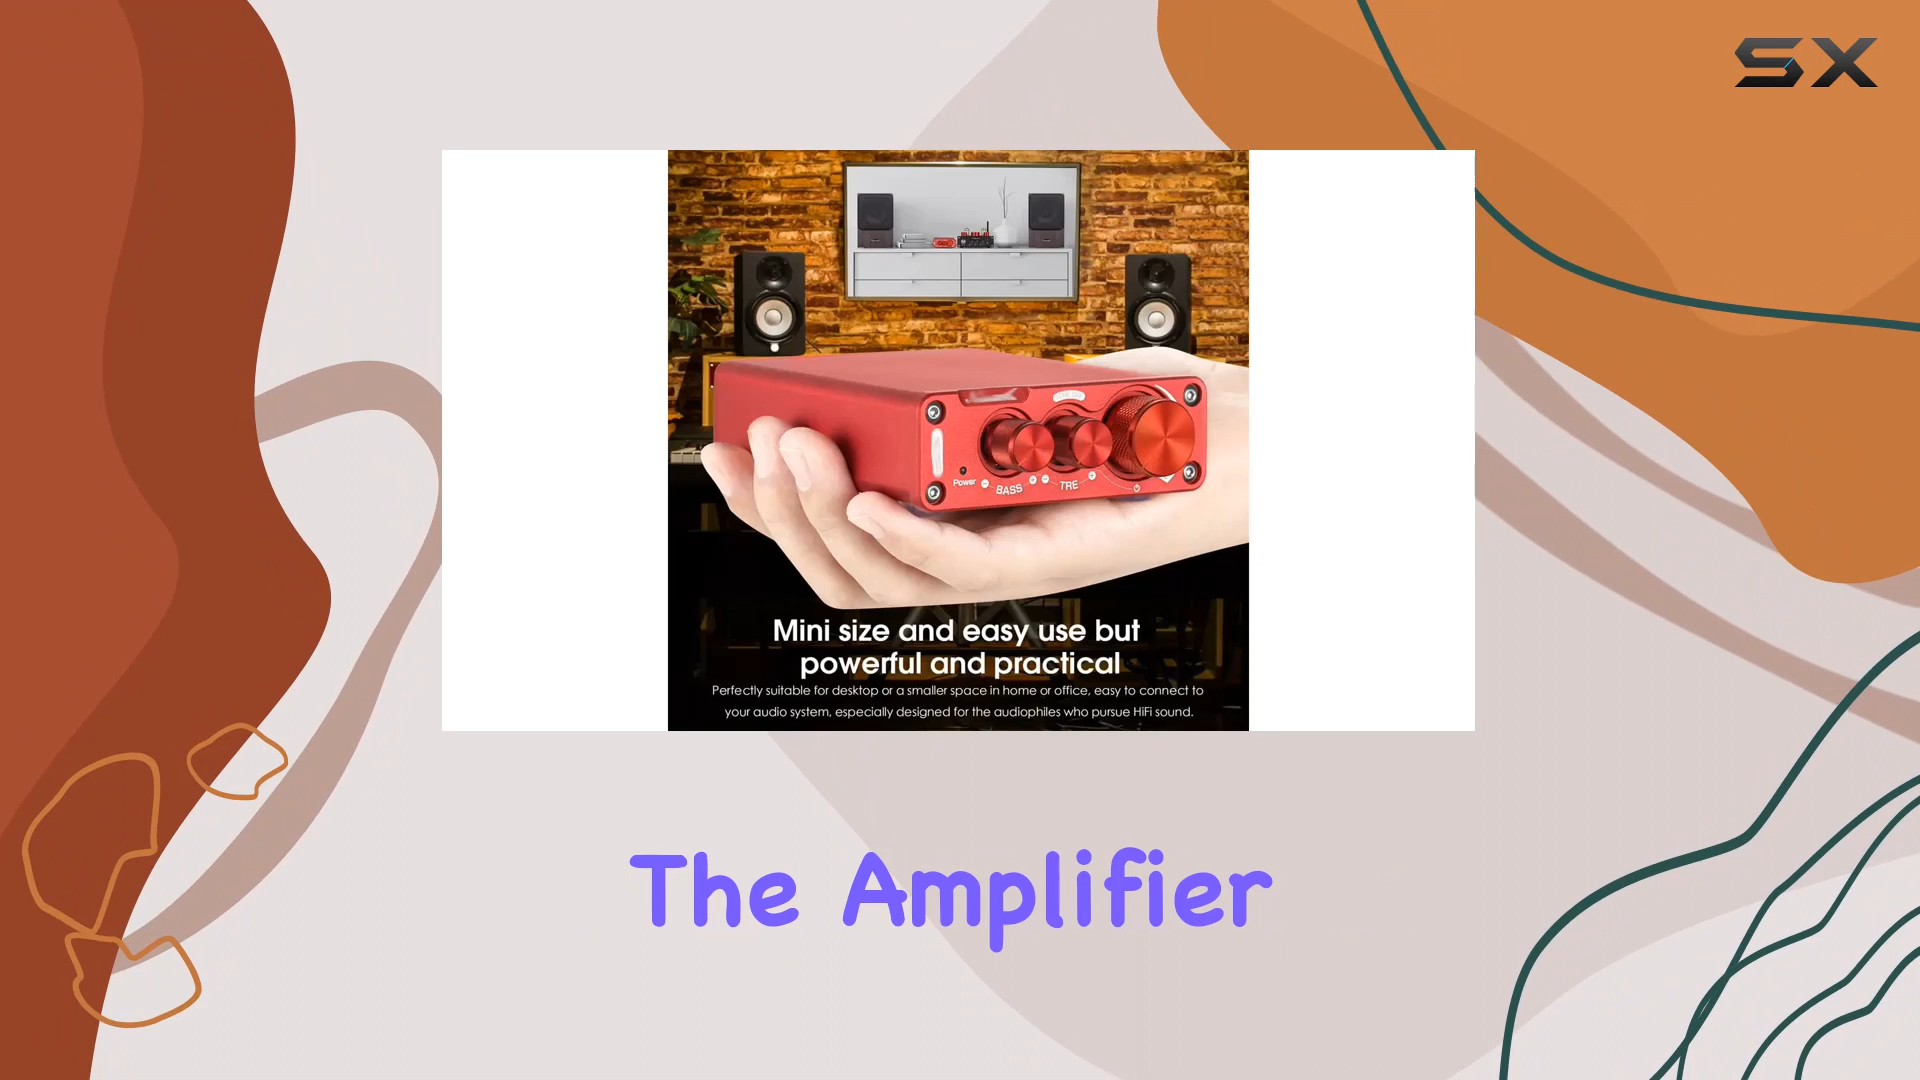 SX
Power
BASS
TRE
Mini size and easy use but
powerful and practical
Perfectly suitable for desktop or a smaller space in home or office, easy to connect to
your audio system, especially designed for the audiophiles who pursue HiFi sound.
The Amplifier